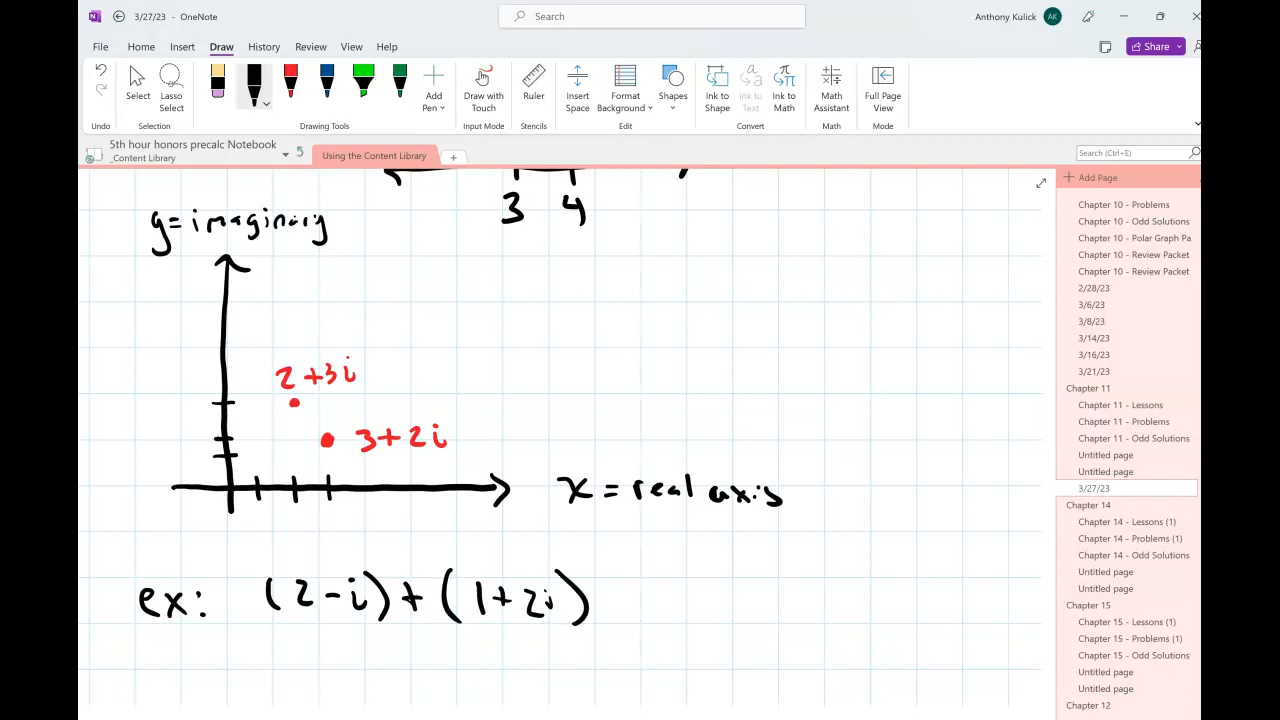 3/27/23 - OneNote
Search
Anthony Kulick
AK
File Home Insert Draw History Review View Help
Share
Undo
Select
Lasso Select
Add Pen
Draw with Touch
Ruler
Insert Space
Format Background
Shapes
Ink to Shape
Ink to Text
Ink to Math
Math Assistant
Full Page View
Undo Selection Drawing Tools Input Mode Stencils Edit Convert Math Mode
5th hour honors precalc Notebook
_Content Library
Using the Content Library
+
Search (Ctrl+E)
3 4
y = imaginary
2 + 3i
3 + 2i
x = real axis
ex: (2 - i) + (1 + 2i)
Add Page
Chapter 10 - Problems
Chapter 10 - Odd Solutions
Chapter 10 - Polar Graph Pa
Chapter 10 - Review Packet
Chapter 10 - Review Packet
2/28/23
3/6/23
3/8/23
3/14/23
3/16/23
3/21/23
Chapter 11
Chapter 11 - Lessons
Chapter 11 - Problems
Chapter 11 - Odd Solutions
Untitled page
Untitled page
3/27/23
Chapter 14
Chapter 14 - Lessons (1)
Chapter 14 - Problems (1)
Chapter 14 - Odd Solutions
Untitled page
Untitled page
Chapter 15
Chapter 15 - Lessons (1)
Chapter 15 - Problems (1)
Chapter 15 - Odd Solutions
Untitled page
Untitled page
Chapter 12